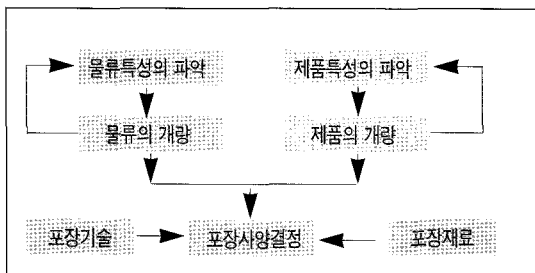 물류특성의 파악 제품특성의 파악
물류의 개량 제품의 개량
포장기술 포장사양결정 포장재료